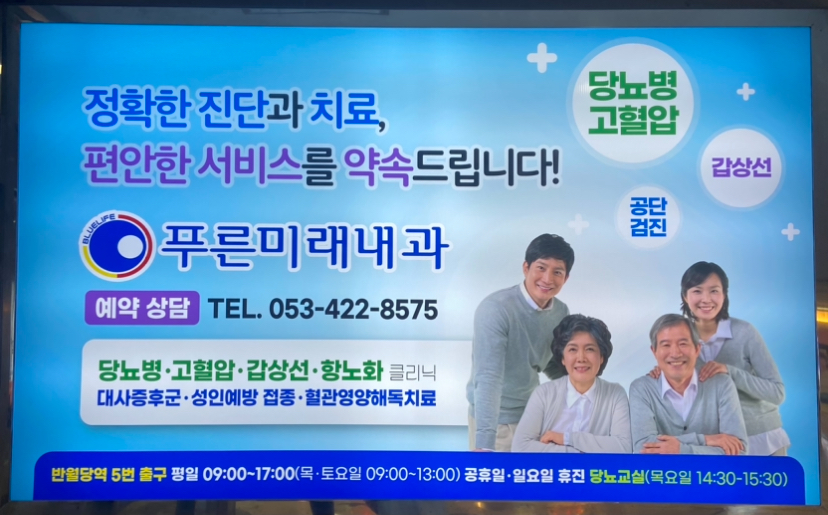 정확한 진단과 치료,
편안한 서비스를 약속드립니다!
당뇨병
고혈압
갑상선
공단
검진
BLUELIFE
푸른미래내과
예약 상담 TEL. 053-422-8575
당뇨병·고혈압·갑상선·항노화 클리닉
대사증후군·성인예방 접종·혈관영양해독치료
반월당역 5번 출구 평일 09:00~17:00(목·토요일 09:00~13:00) 공휴일·일요일 휴진 당뇨교실(목요일 14:30-15:30)